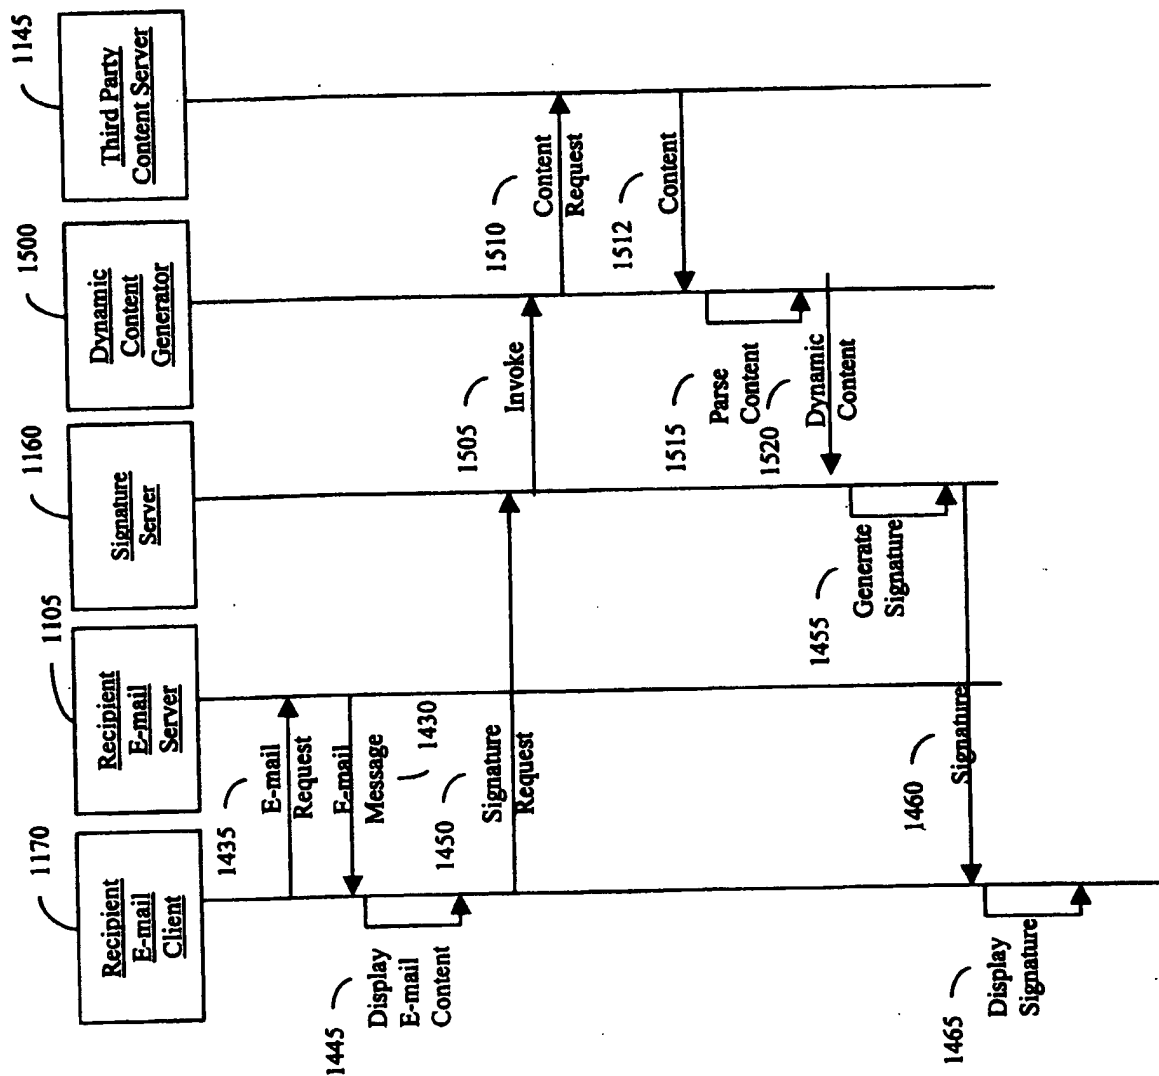 1170
Recipient
E-mail
Client
1105
Recipient
E-mail
Server
1160
Signature
Server
1500
Dynamic
Content
Generator
1145
Third Party
Content Server
1435
E-mail
Request
E-mail
Message
1430
1445
Display
E-mail
Content
1450
Signature
Request
1505
Invoke
1510
Content
Request
1512
Content
1515
Parse
Content
1520
Dynamic
Content
1455
Generate
Signature
1460
Signature
1465
Display
Signature